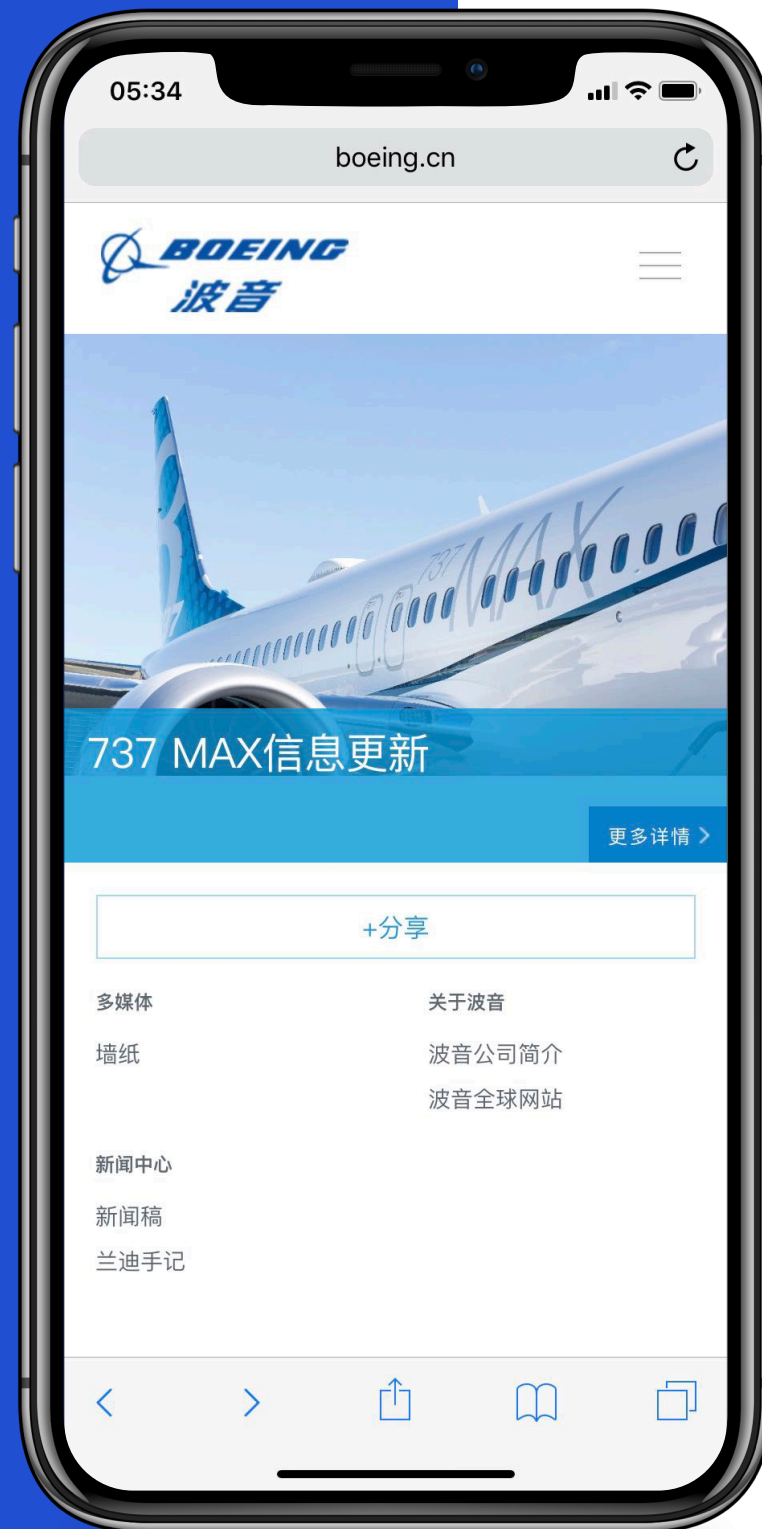 05:34
boeing.cn
BOEING
波音
737 MAX
737 MAX信息更新
更多详情
+分享
多媒体
关于波音
墙纸
波音公司简介
波音全球网站
新闻中心
新闻稿
兰迪手记